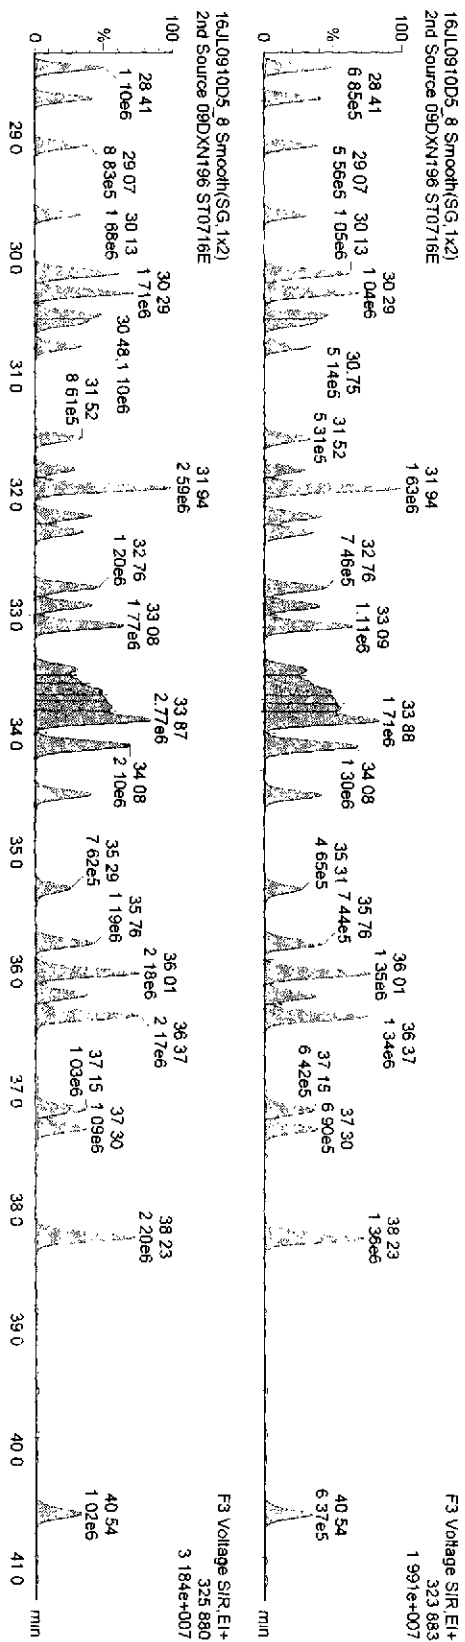 16JL0910D5_8 Smooth(SG,1x2)
2nd Source 09DXN196 ST0716E
F3 Voltage SIR,EI+
323 883
1 991e+007
100
%
0
28 41
6 85e5
29 07
5 56e5
30 13
1 05e6
30 29
1 04e6
30.75
5 14e5
31 52
5 31e5
31 94
1 63e6
32 76
7 46e5
33 09
1.11e6
33 88
1 71e6
34 08
1 30e6
35 31
4 65e5
35 76
7 44e5
36 01
1 35e6
36 37
1 34e6
37 15
6 42e5
37 30
6 90e5
38 23
1 36e6
40 54
6 37e5
min
16JL0910D5_8 Smooth(SG,1x2)
2nd Source 09DXN196 ST0716E
F3 Voltage SIR,EI+
325 880
3 184e+007
100
%
0
28 41
1 10e6
29 07
8 83e5
30 13
1 68e6
30 29
1 71e6
30 48,1 10e6
31 52
8 61e5
31 94
2 59e6
32 76
1 20e6
33 08
1 77e6
33 87
2.77e6
34 08
2 10e6
35 29
7 62e5
35 76
1 19e6
36 01
2 18e6
36 37
2 17e6
37 15
1 03e6
37 30
1 09e6
38 23
2 20e6
40 54
1 02e6
min
29 0
30 0
31 0
32 0
33 0
34 0
35 0
36 0
37 0
38 0
39 0
40 0
41 0